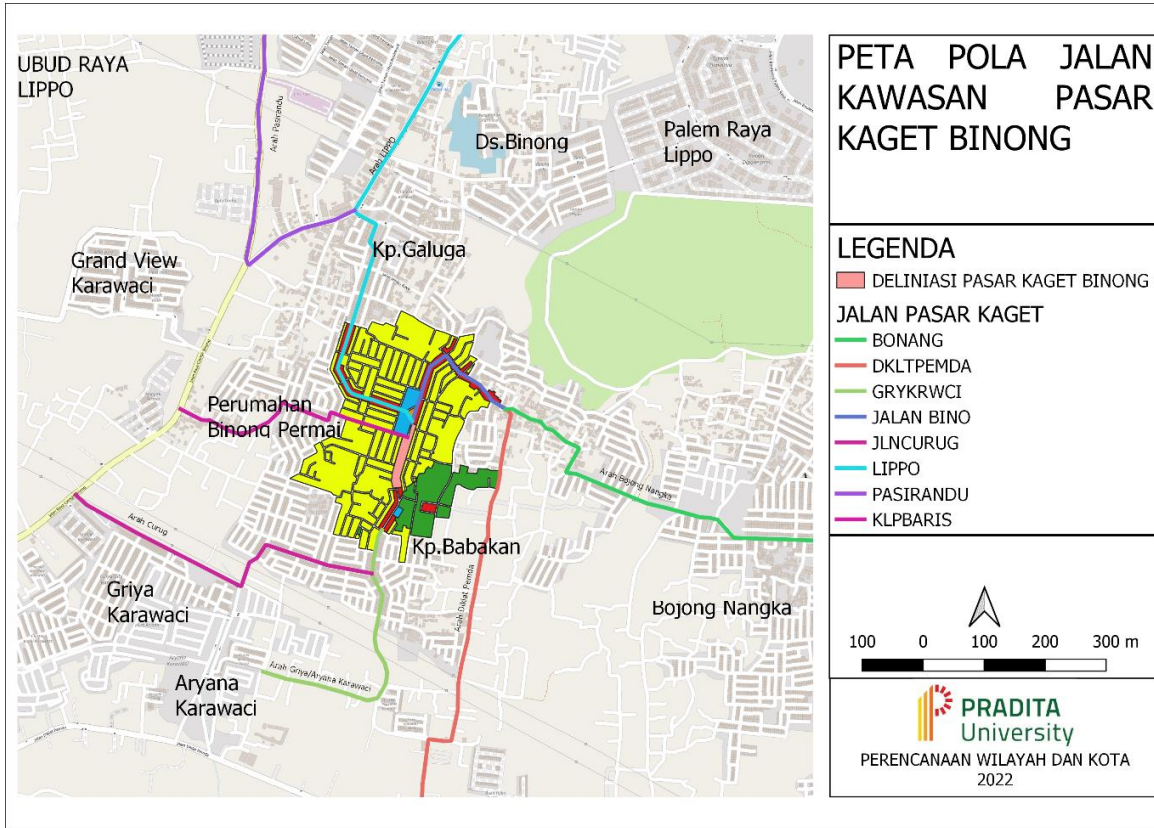 UBUD RAYA
LIPPO
Arah Pasirandu
Arah LIPPO
Ds.Binong
Palem Raya
Lippo
Grand View
Karawaci
Kp.Galuga
Perumahan
Binong Permai
Arah Bojong Nangka
Arah Curug
Kp.Babakan
Griya
Karawaci
Arah Diklat Pemda
Bojong Nangka
Arah Griya/Aryana Karawaci
Aryana
Karawaci
PETA POLA JALAN
KAWASAN PASAR
KAGET BINONG
LEGENDA
DELINIASI PASAR KAGET BINONG
JALAN PASAR KAGET
BONANG
DKLTPEMDA
GRYKRWCI
JALAN BINO
JLNCURUG
LIPPO
PASIRANDU
KLPBARIS
100 0 100 200 300 m
PRADITA
University
PERENCANAAN WILAYAH DAN KOTA
2022